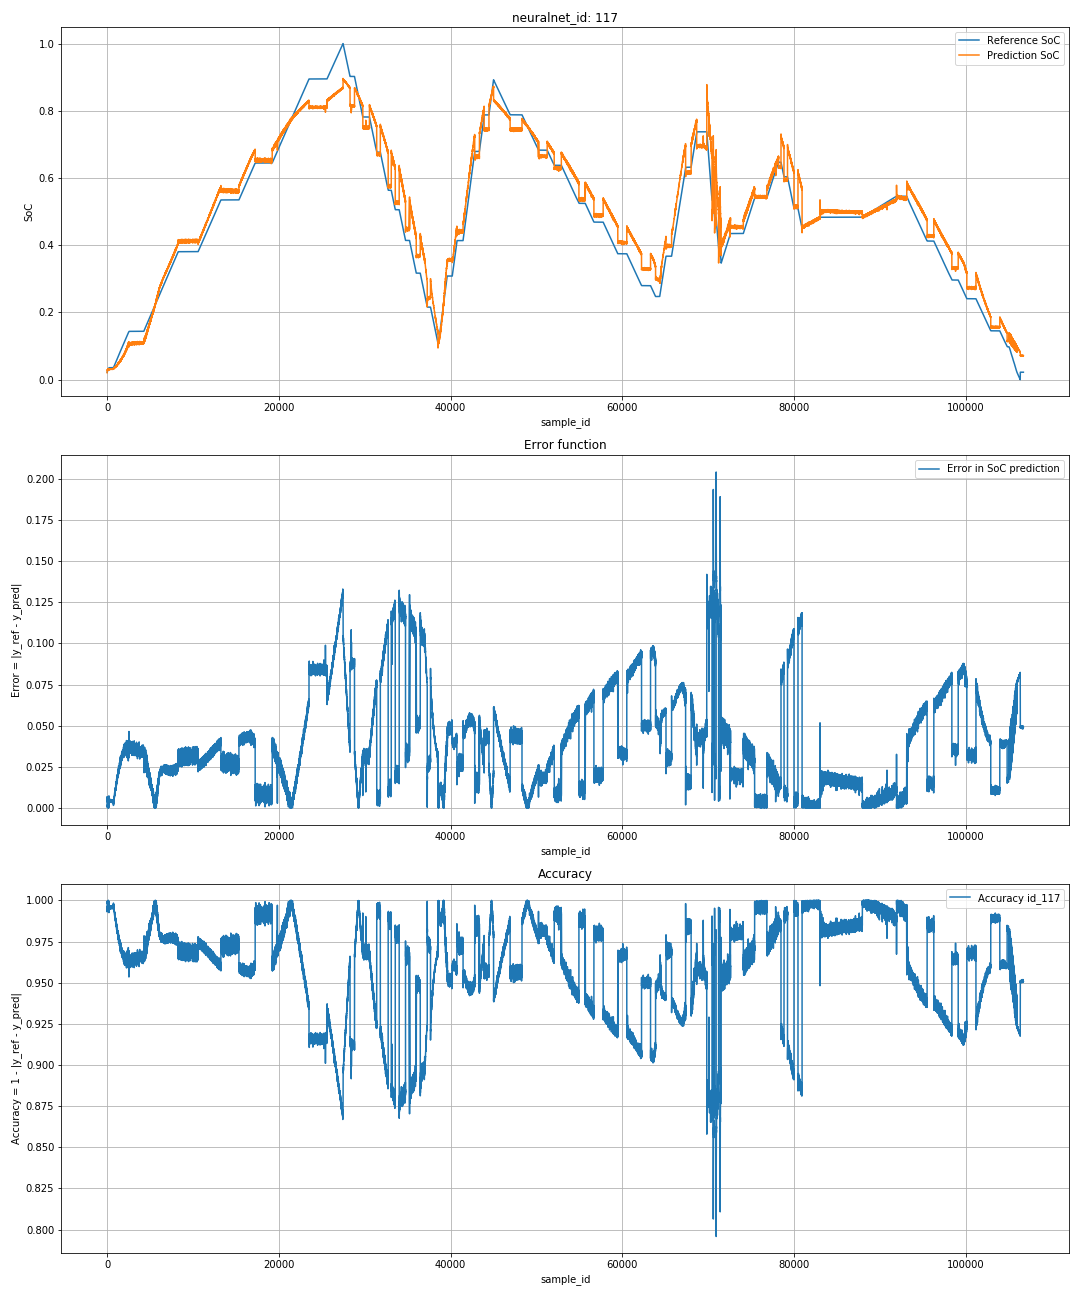 neuralnet_id: 117
Reference SoC
Prediction SoC
1.0
0.8
0.6
0.4
0.2
0.0
SoC
0 20000 40000 60000 80000 100000
sample_id
Error function
Error in SoC prediction
0.200
0.175
0.150
0.125
0.100
0.075
0.050
0.025
0.000
Error = |y_ref - y_pred|
0 20000 40000 60000 80000 100000
sample_id
Accuracy
Accuracy id_117
1.000
0.975
0.950
0.925
0.900
0.875
0.850
0.825
0.800
Accuracy = 1 - |y_ref - y_pred|
0 20000 40000 60000 80000 100000
sample_id